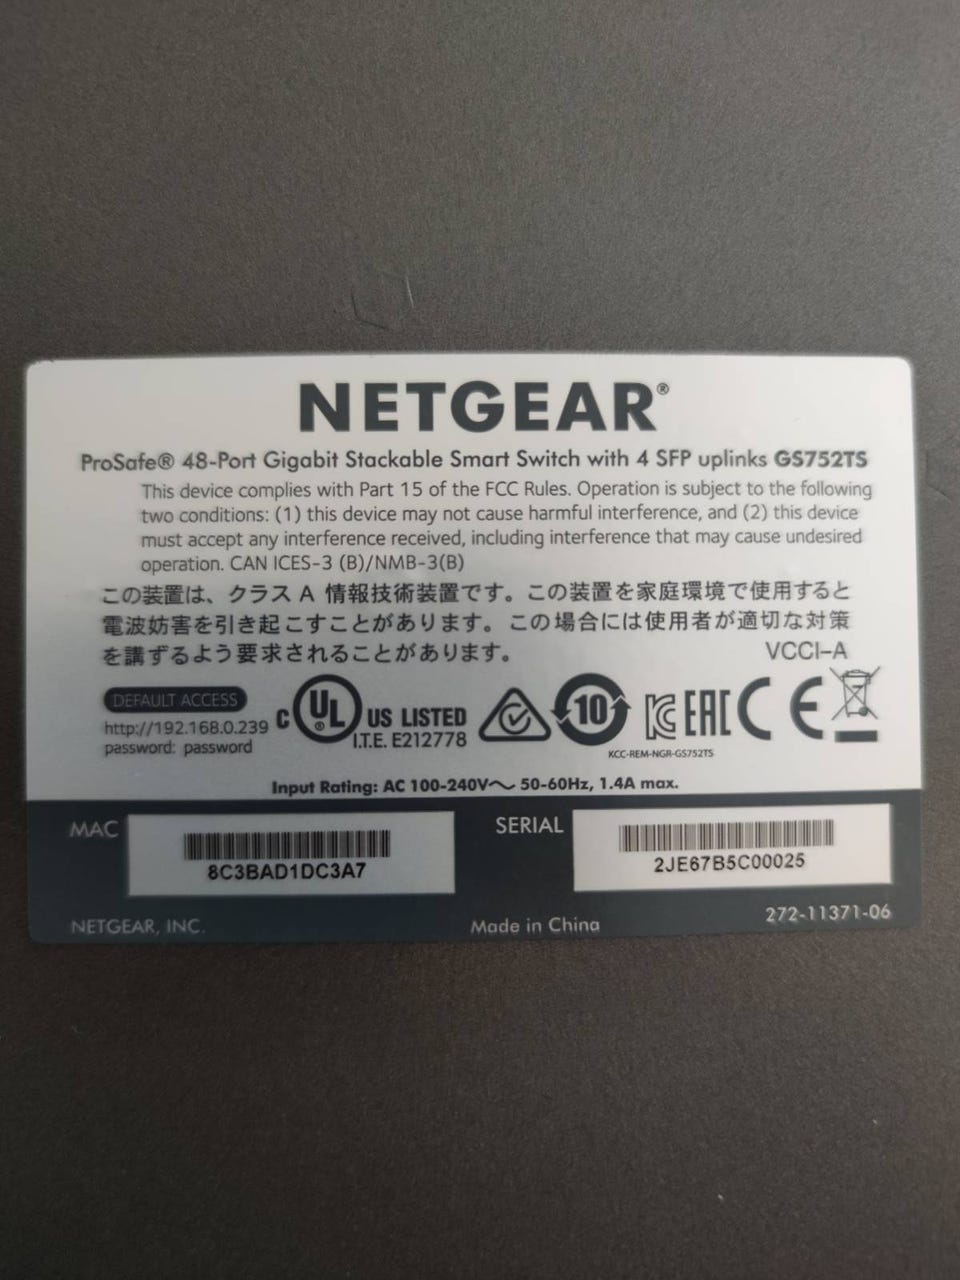 NETGEAR®
ProSafe® 48-Port Gigabit Stackable Smart Switch with 4 SFP uplinks GS752TS
This device complies with Part 15 of the FCC Rules. Operation is subject to the following
two conditions: (1) this device may not cause harmful interference, and (2) this device
must accept any interference received, including interference that may cause undesired
operation. CAN ICES-3 (B)/NMB-3(B)
この装置は、クラス A 情報技術装置です。この装置を家庭環境で使用すると
電波妨害を引き起こすことがあります。この場合には使用者が適切な対策
を講ずるよう要求されることがあります。
VCCI-A
DEFAULT ACCESS
http://192.168.0.239
password: password
C UL® US LISTED
I.T.E. E212778
10
KC EAC CE
KCC-REM-NGR-GS752TS
Input Rating: AC 100-240V～ 50-60Hz, 1.4A max.
MAC
8C3BAD1DC3A7
SERIAL
2JE67B5C00025
NETGEAR, INC.
Made in China
272-11371-06